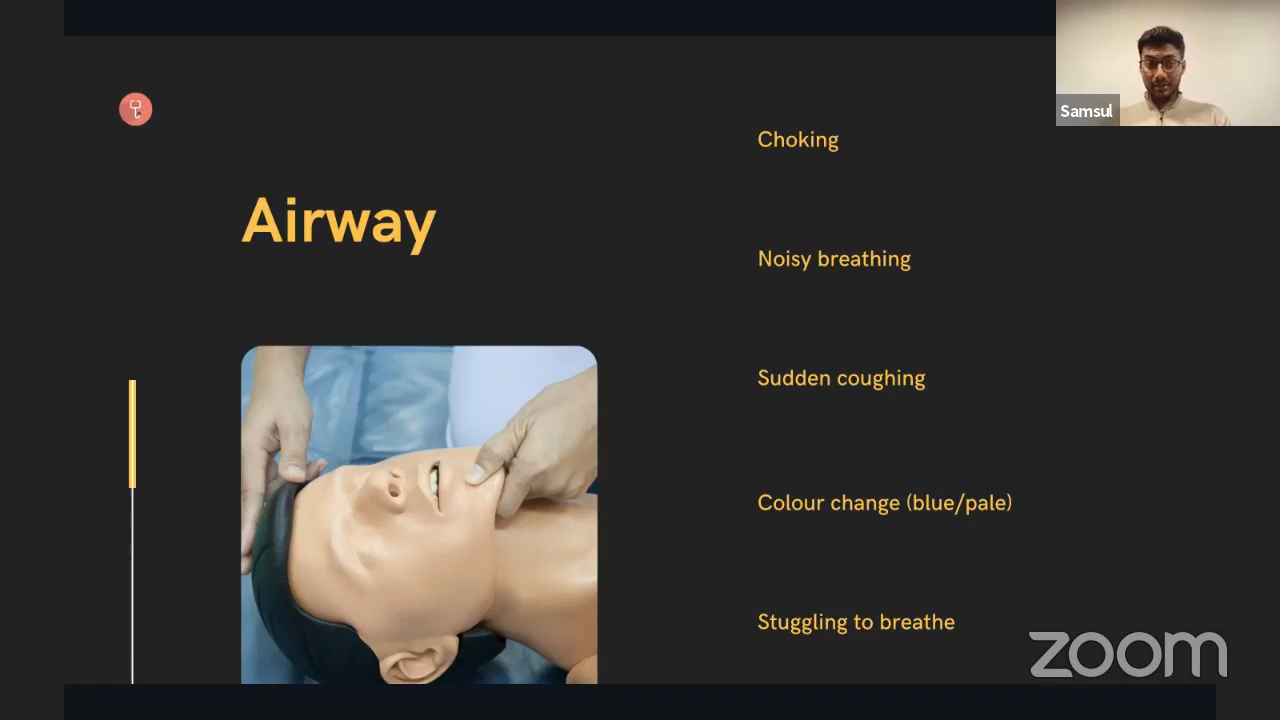 Samsul
Airway
Choking
Noisy breathing
Sudden coughing
Colour change (blue/pale)
Stuggling to breathe
zoom